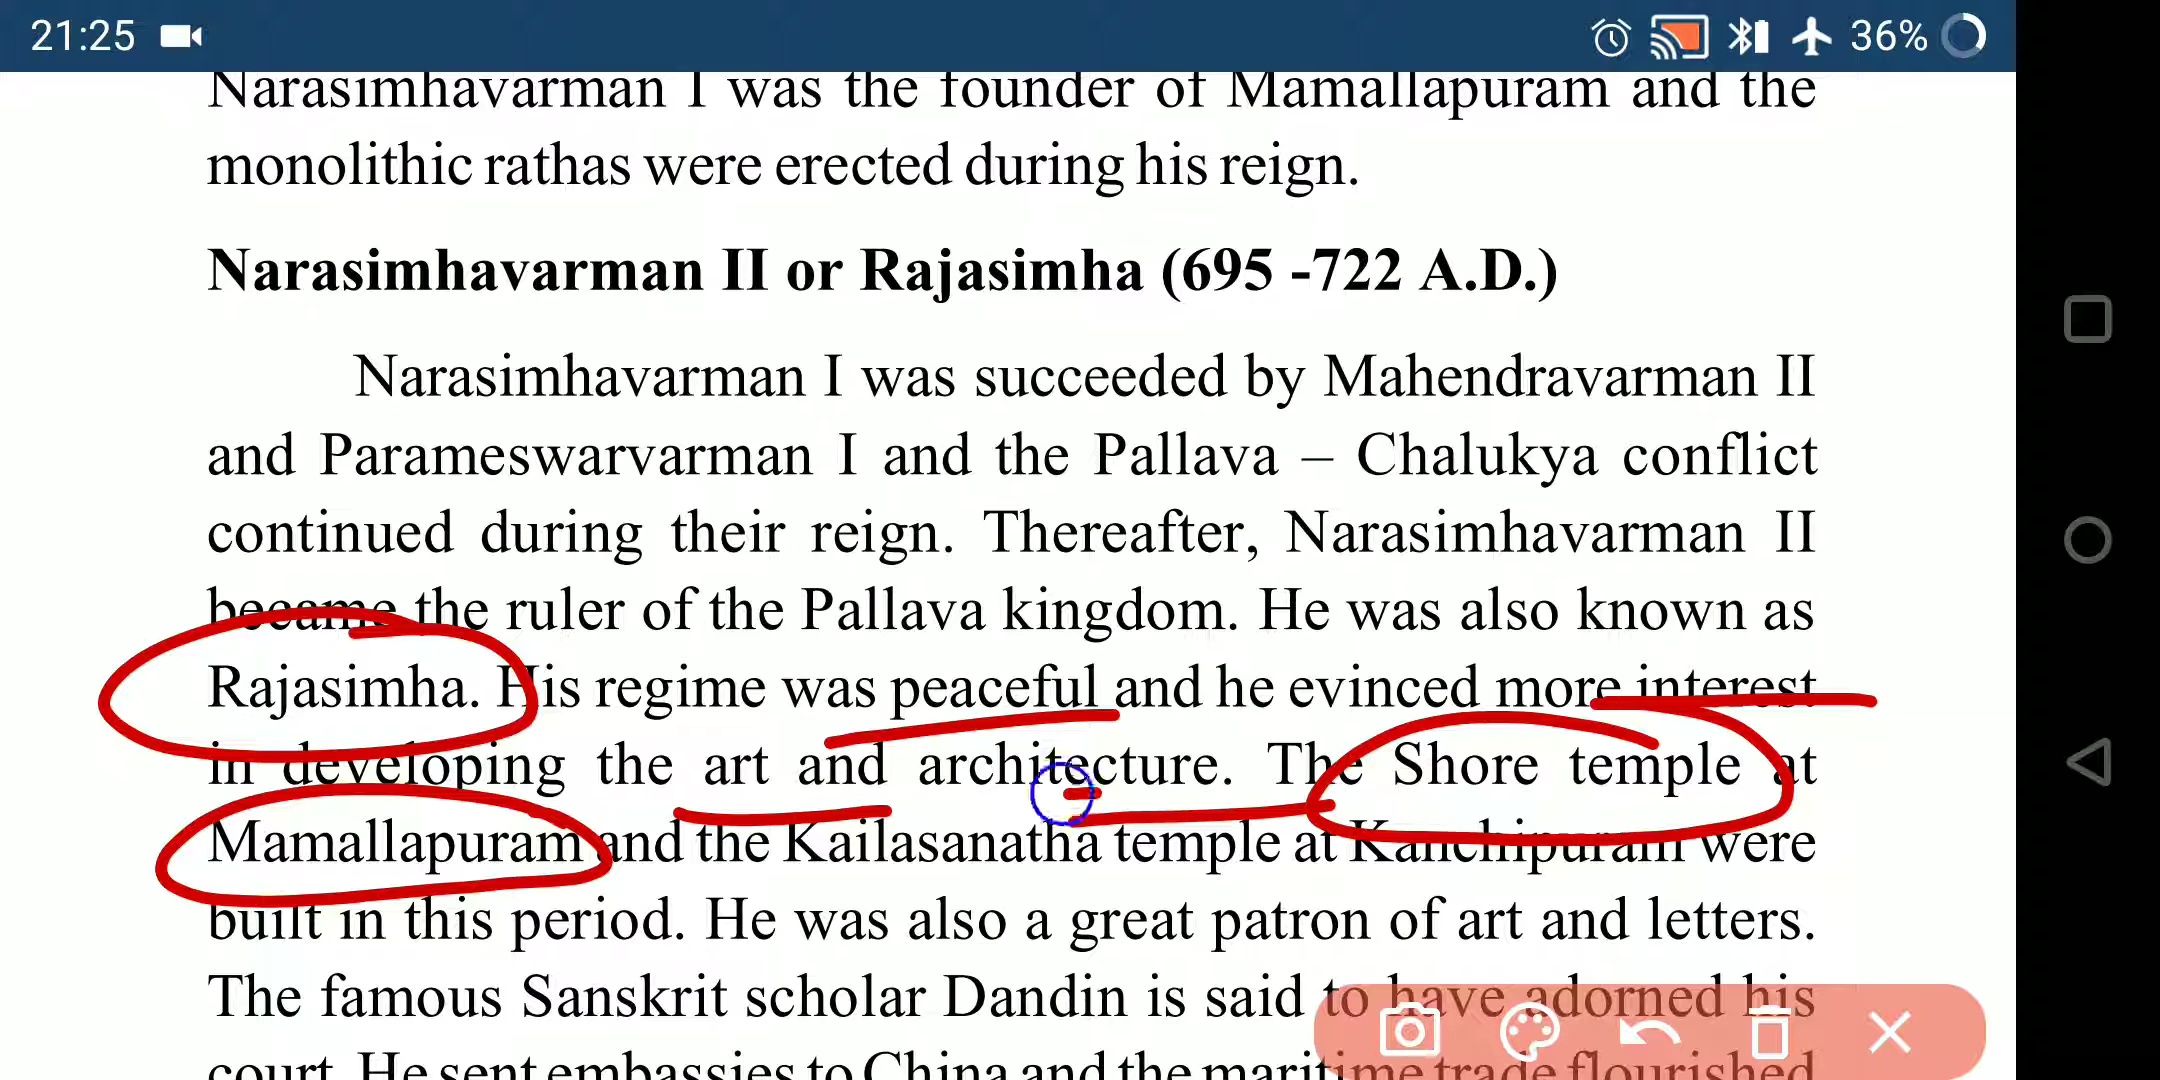 21:25 36%
Narasimhavarman I was the founder of Mamallapuram and the
monolithic rathas were erected during his reign.
Narasimhavarman II or Rajasimha (695 -722 A.D.)
Narasimhavarman I was succeeded by Mahendravarman II
and Parameswarvarman I and the Pallava – Chalukya conflict
continued during their reign. Thereafter, Narasimhavarman II
became the ruler of the Pallava kingdom. He was also known as
Rajasimha. His regime was peaceful and he evinced more interest
in developing the art and architecture. The Shore temple at
Mamallapuram and the Kailasanatha temple at Kanchipuram were
built in this period. He was also a great patron of art and letters.
The famous Sanskrit scholar Dandin is said to have adorned his
court. He sent embassies to China and the maritime trade flourished